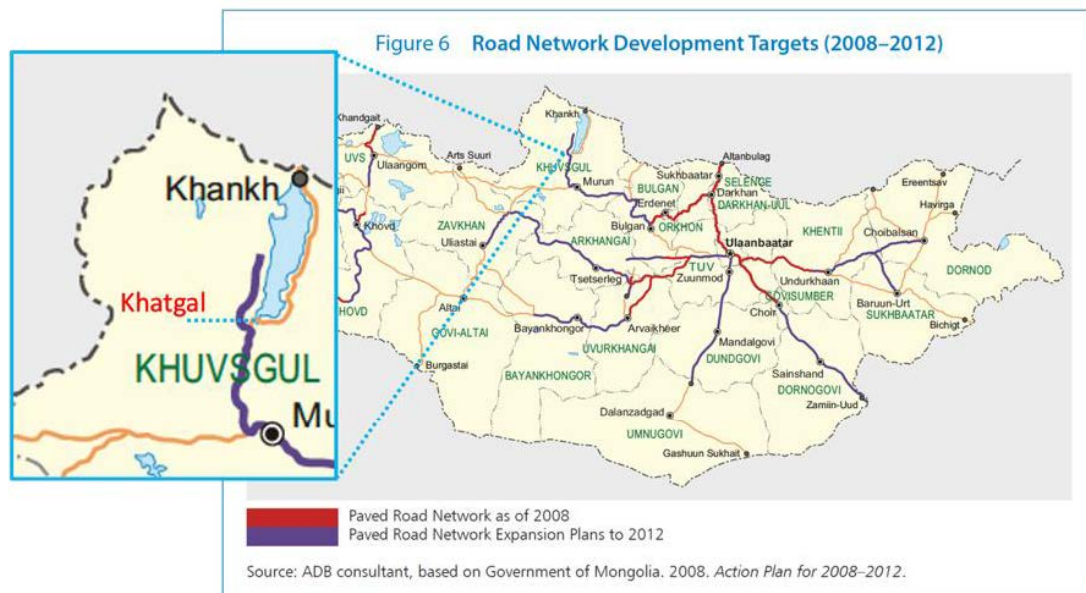 Figure 6 Road Network Development Targets (2008–2012)
Khankh
Khatgal
KHUVSGUL
Mu
Khandgait
UVS
Ulaangom
Arts Suuri
Khankh
KHUVSGUL
Murun
Altanbulag
Sukhbaatar
SELENGE
BULGAN
Darkhan
DARKHAN-UUL
Erdenet
Bulgan
ORKHON
Ereentsav
Havirga
KHENTII
Choibalsan
DORNOD
Khovd
ZAVKHAN
Uliastai
ARKHANGAI
Ulaanbaatar
TUV
Zuunmod
Undurkhaan
Tsetserleg
GOVISUMBER
Choir
Baruun-Urt
SUKHBAATAR
Bichigt
HOVD
Altai
GOVI-ALTAI
Bayankhongor
Arvaikheer
UVURKHANGAI
Mandalgovi
DUNDGOVI
Burgastai
BAYANKHONGOR
Sainshand
DORNOGOVI
Zamiin-Uud
Dalanzadgad
UMNUGOVI
Gashuun Sukhait
Paved Road Network as of 2008
Paved Road Network Expansion Plans to 2012
Source: ADB consultant, based on Government of Mongolia. 2008. Action Plan for 2008–2012.